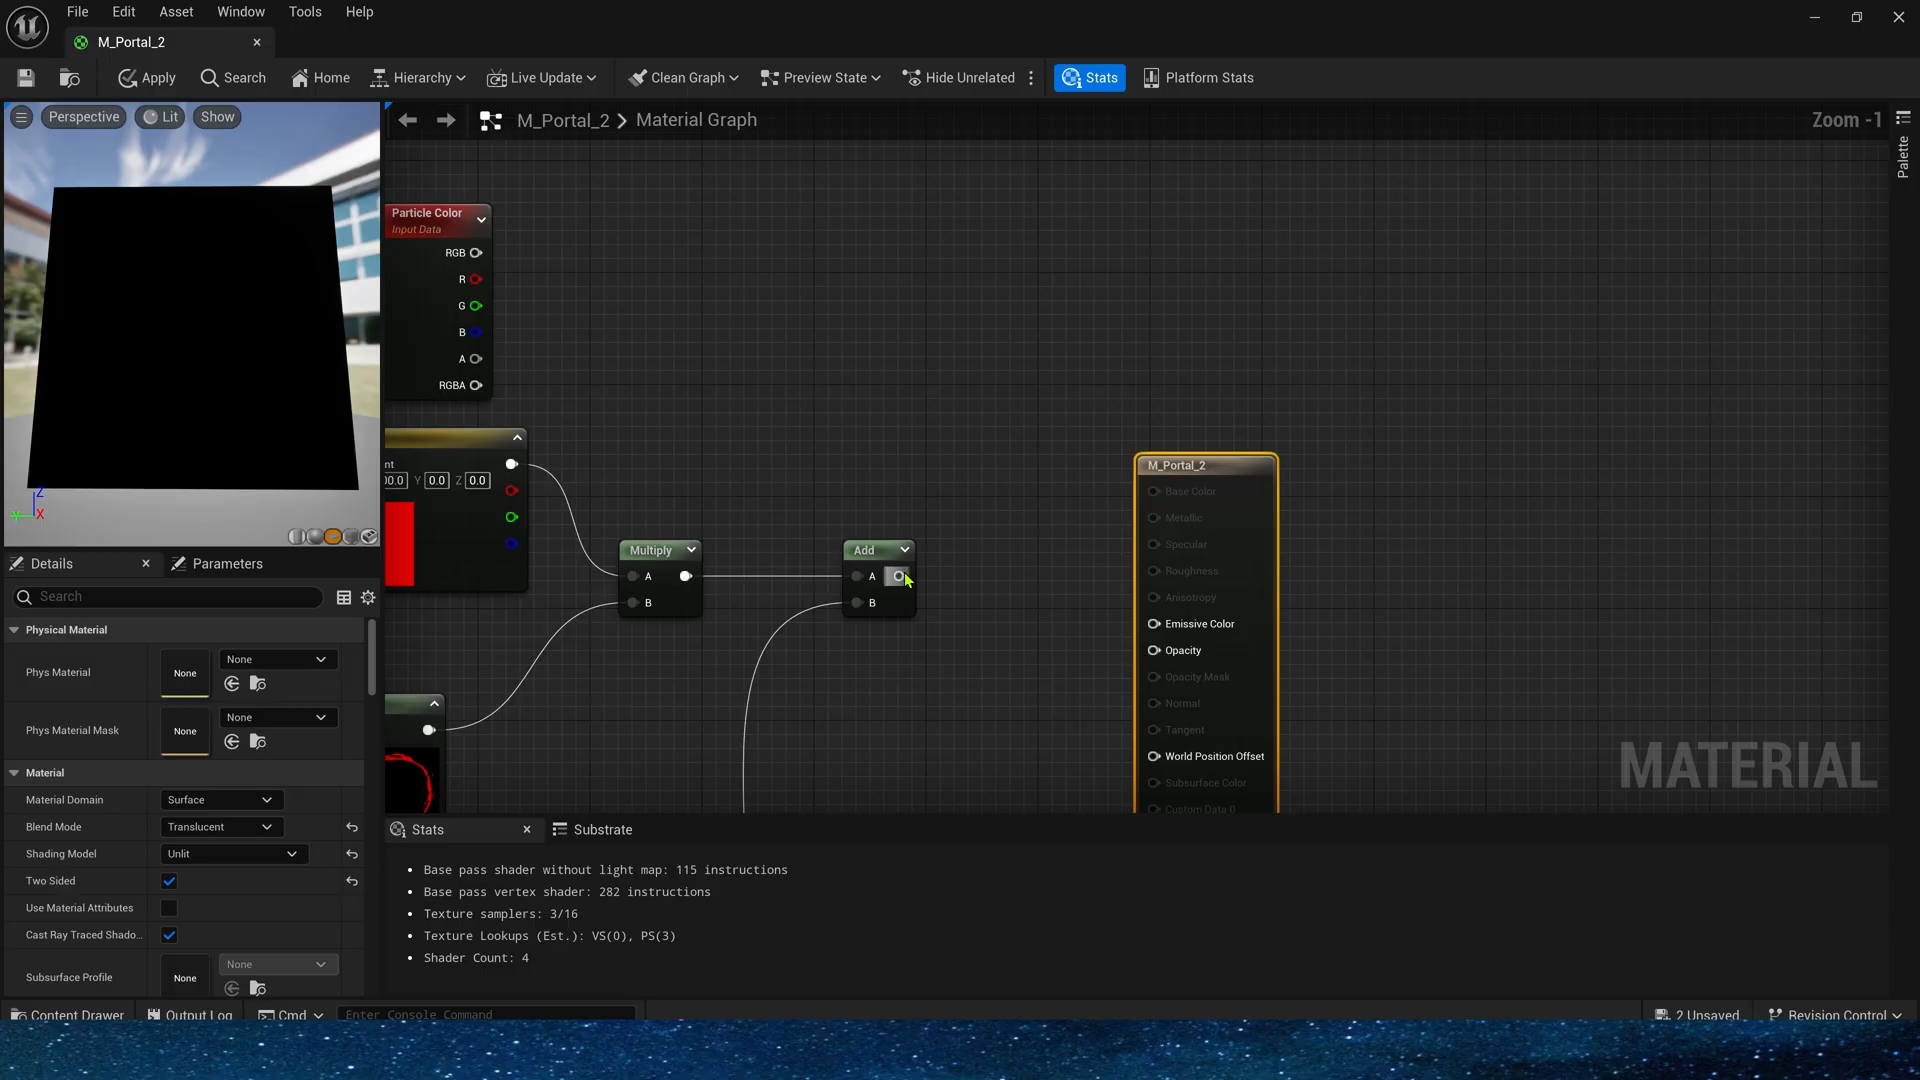 File Edit Asset Window Tools Help
M_Portal_2
Apply Search Home Hierarchy Live Update Clean Graph Preview State Hide Unrelated Stats Platform Stats
Perspective Lit Show
M_Portal_2 > Material Graph
Zoom -1
Palette
Particle Color
Input Data
RGB
R
G
B
A
RGBA
nt
00.0 Y 0.0 Z 0.0
Multiply
A
B
Add
A
B
M_Portal_2
Base Color
Metallic
Specular
Roughness
Anisotropy
Emissive Color
Opacity
Opacity Mask
Normal
Tangent
World Position Offset
Subsurface Color
Custom Data 0
MATERIAL
Z
X
Details
Parameters
Search
Physical Material
Phys Material None None
Phys Material Mask None None
Material
Material Domain Surface
Blend Mode Translucent
Shading Model Unlit
Two Sided
Use Material Attributes
Cast Ray Traced Shado...
Subsurface Profile None None
Stats
Substrate
• Base pass shader without light map: 115 instructions
• Base pass vertex shader: 282 instructions
• Texture samplers: 3/16
• Texture Lookups (Est.): VS(0), PS(3)
• Shader Count: 4
Content Drawer Output Log Cmd Enter Console Command 2 Unsaved Revision Control